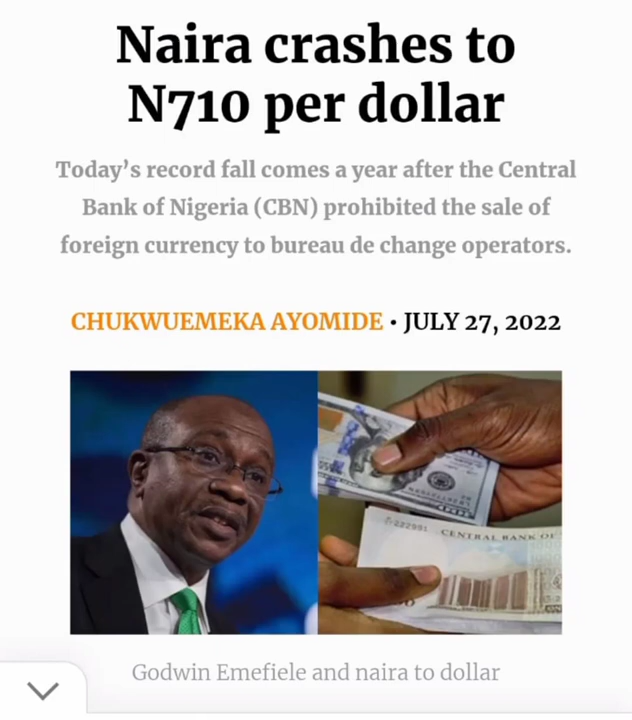 Naira crashes to
N710 per dollar
Today's record fall comes a year after the Central
Bank of Nigeria (CBN) prohibited the sale of
foreign currency to bureau de change operators.
CHUKWUEMEKA AYOMIDE • JULY 27, 2022
CENTRAL BANK OF
Godwin Emefiele and naira to dollar